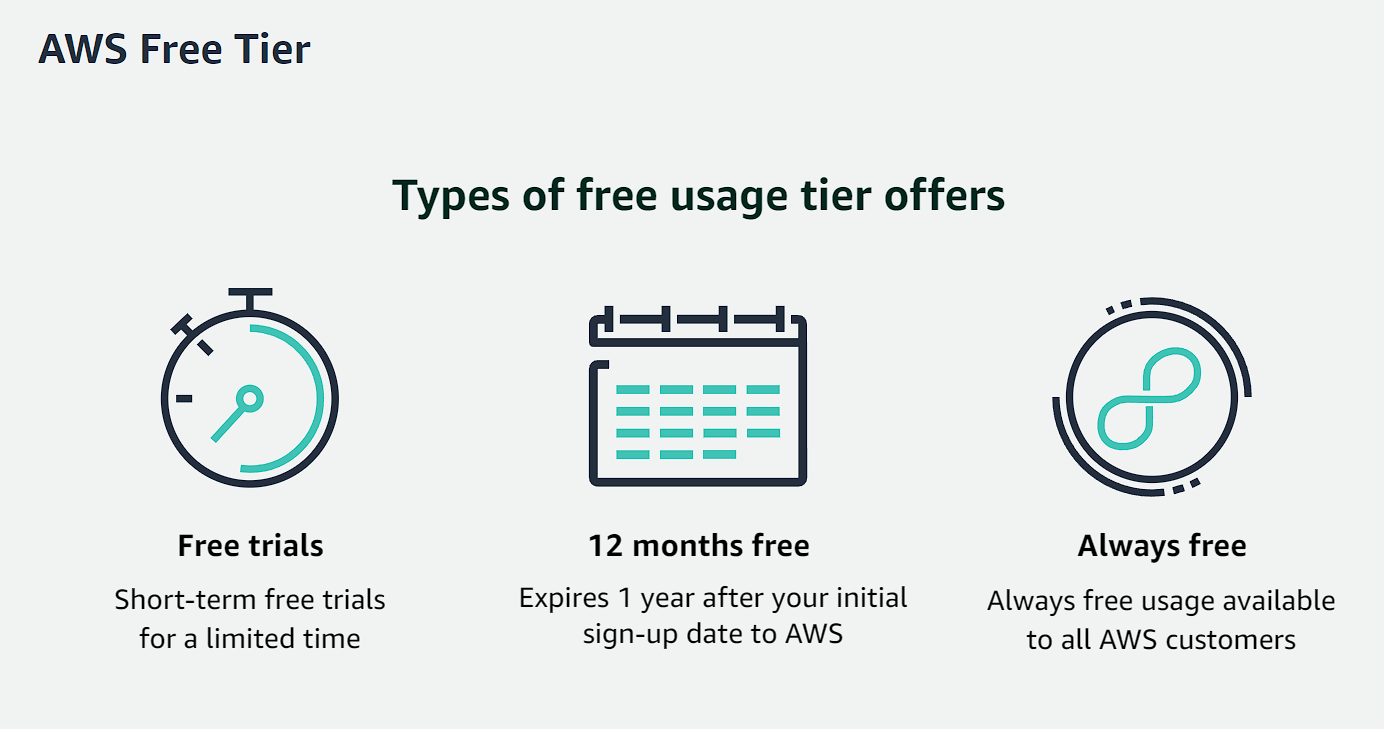 AWS Free Tier
Types of free usage tier offers
Free trials
Short-term free trials
for a limited time
12 months free
Expires 1 year after your initial
sign-up date to AWS
Always free
Always free usage available
to all AWS customers